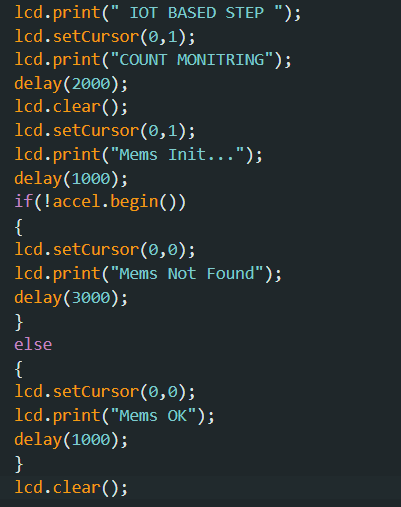 lcd.print(" IOT BASED STEP ");
lcd.setCursor(0,1);
lcd.print("COUNT MONITRING");
delay(2000);
lcd.clear();
lcd.setCursor(0,1);
lcd.print("Mems Init...");
delay(1000);
if(!accel.begin())
{
lcd.setCursor(0,0);
lcd.print("Mems Not Found");
delay(3000);
}
else
{
lcd.setCursor(0,0);
lcd.print("Mems OK");
delay(1000);
}
lcd.clear();